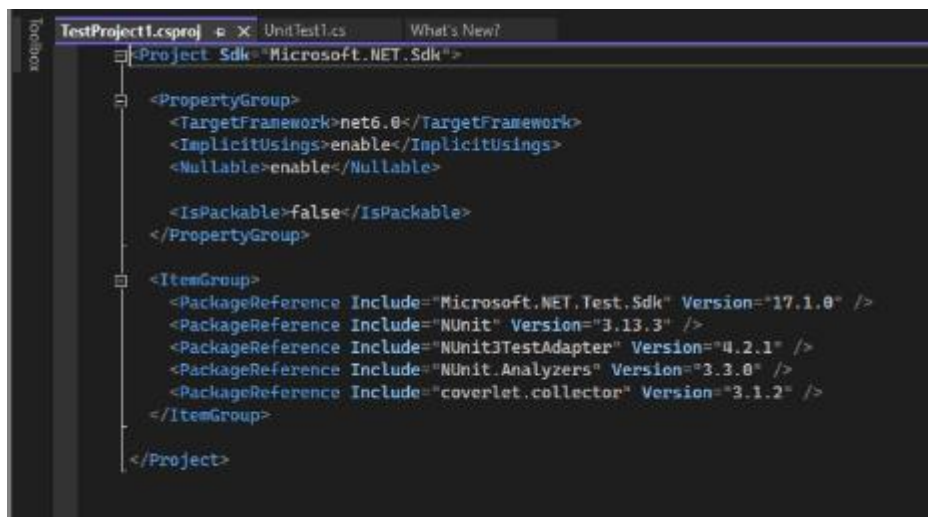 Toolbox
TestProject1.csproj UnitTest1.cs What's New?
<Project Sdk="Microsoft.NET.Sdk">
<PropertyGroup>
<TargetFramework>net6.0</TargetFramework>
<ImplicitUsings>enable</ImplicitUsings>
<Nullable>enable</Nullable>
<IsPackable>false</IsPackable>
</PropertyGroup>
<ItemGroup>
<PackageReference Include="Microsoft.NET.Test.Sdk" Version="17.1.0" />
<PackageReference Include="NUnit" Version="3.13.3" />
<PackageReference Include="NUnit3TestAdapter" Version="4.2.1" />
<PackageReference Include="NUnit.Analyzers" Version="3.3.0" />
<PackageReference Include="coverlet.collector" Version="3.1.2" />
</ItemGroup>
</Project>